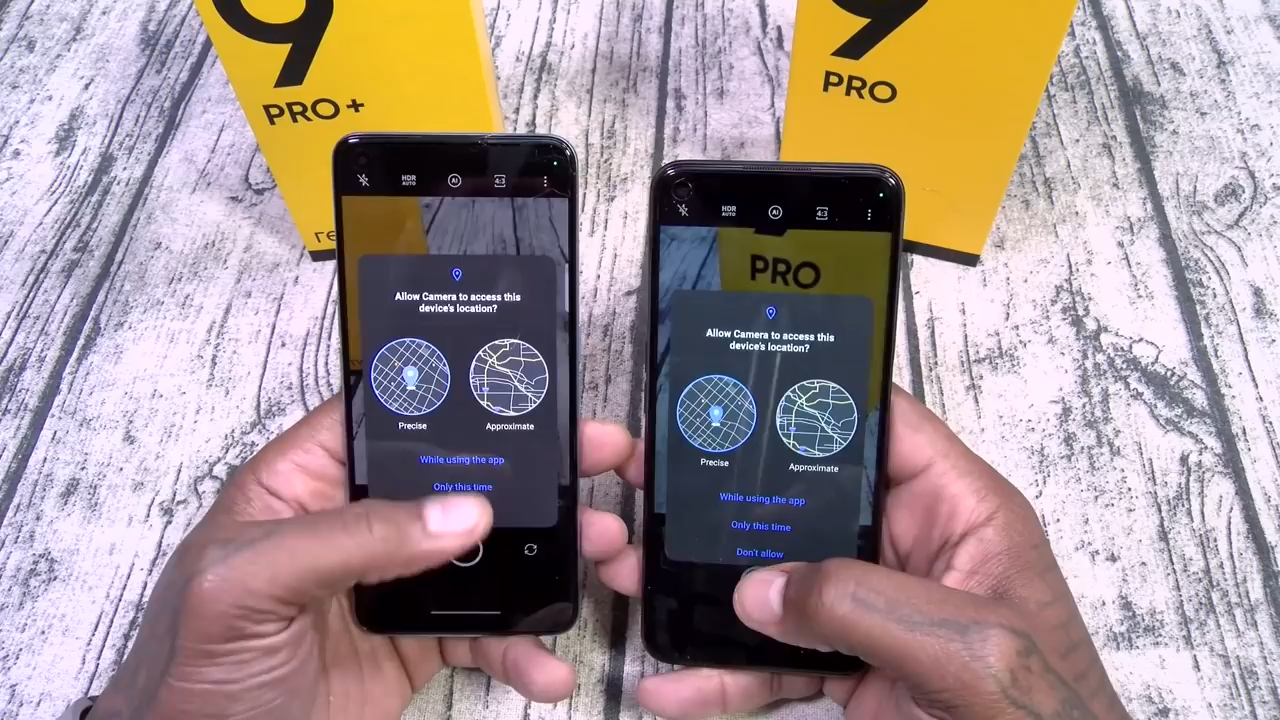 9
PRO+
9
PRO
HDR
AUTO
AI
4:3
Allow Camera to access this
device's location?
Precise
Approximate
While using the app
Only this time
HDR
AUTO
AI
4:3
PRO
Allow Camera to access this
device's location?
Precise
Approximate
While using the app
Only this time
Don't allow